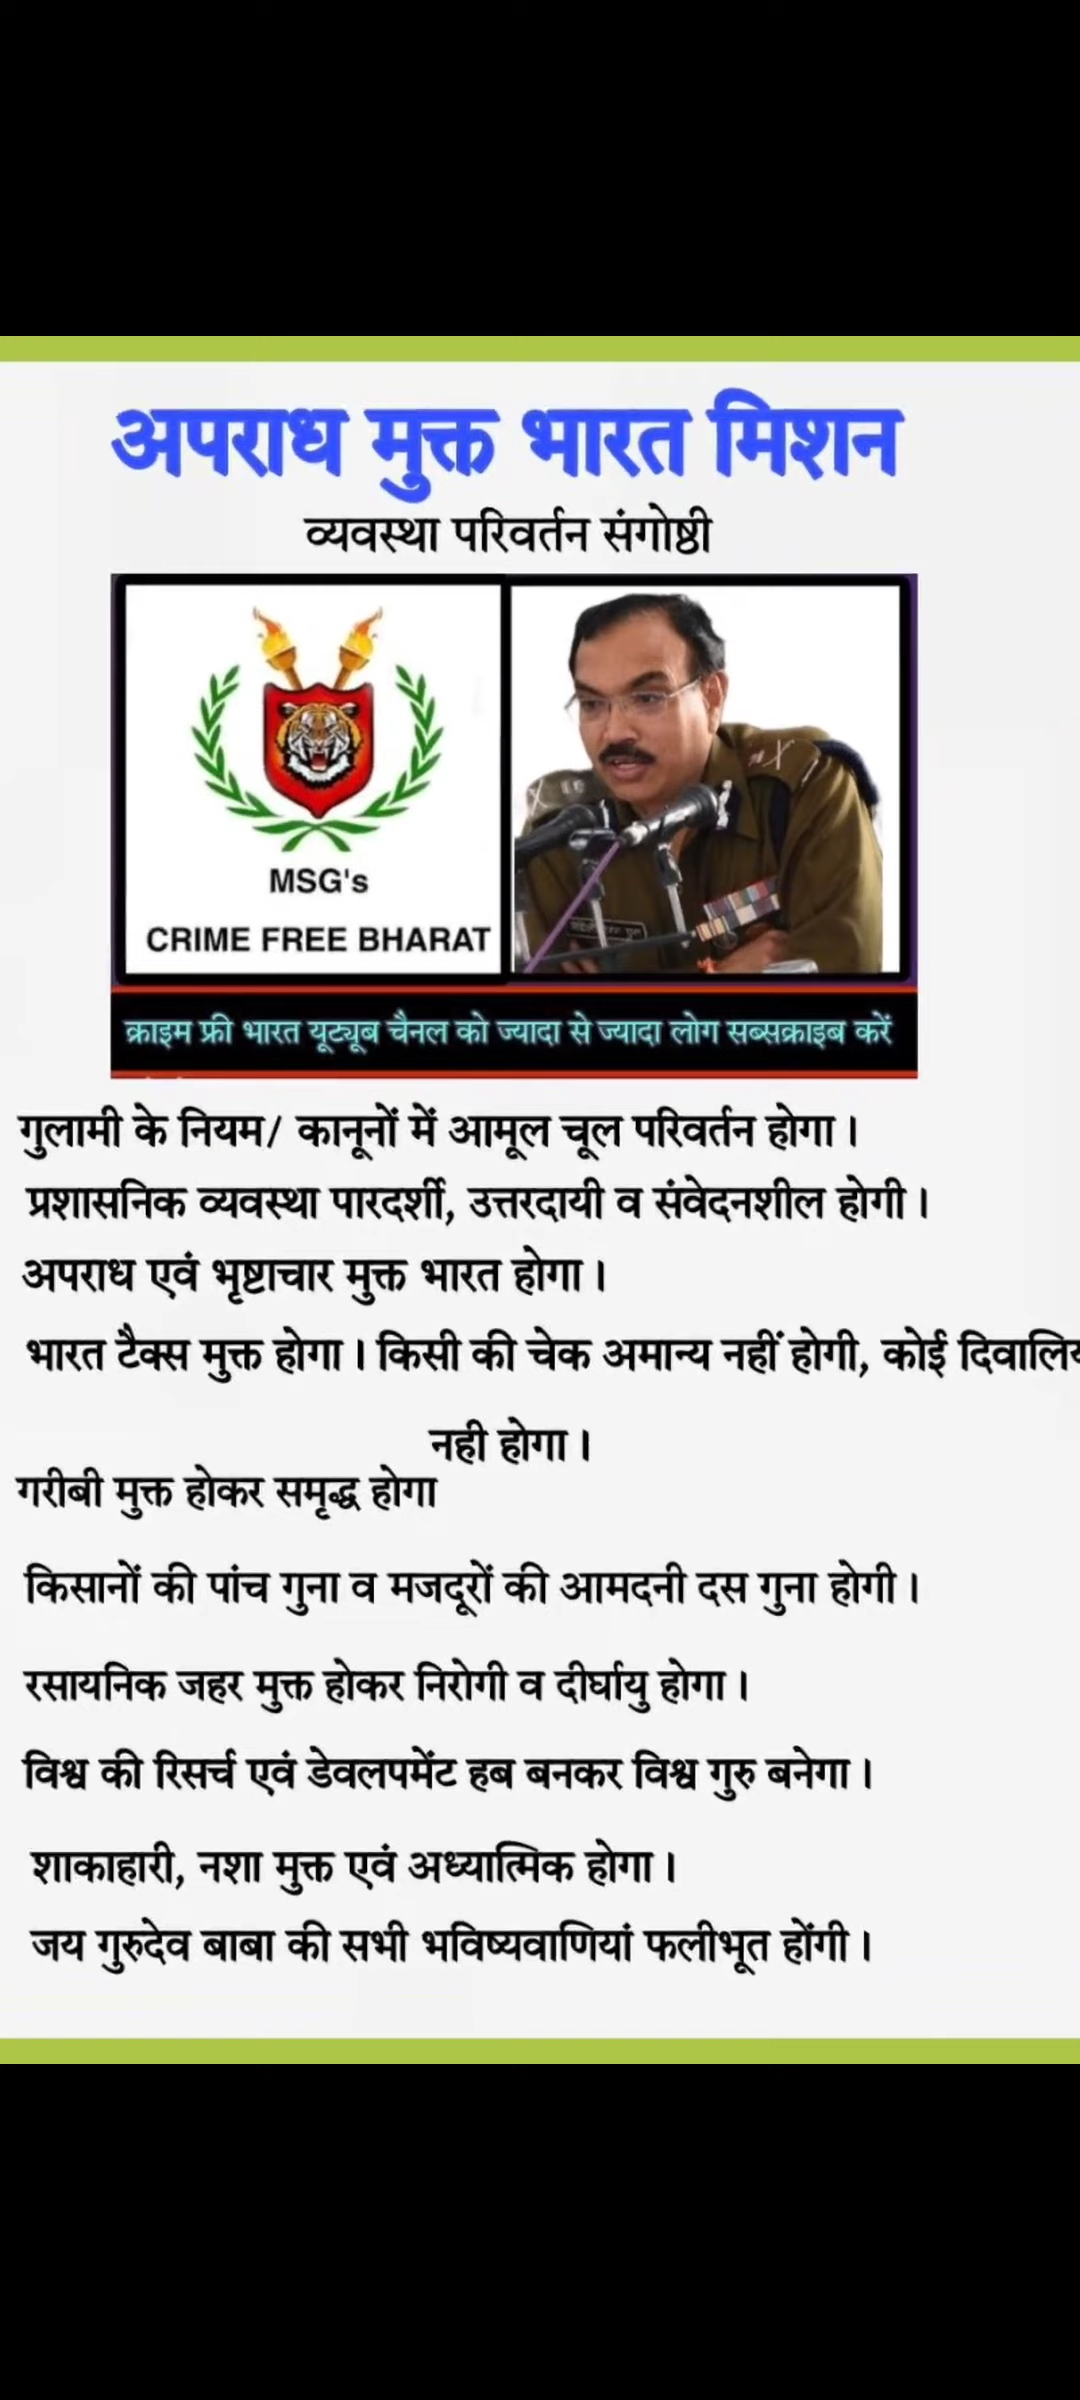 अपराध मुक्त भारत मिशन
व्यवस्था परिवर्तन संगोष्ठी
MSG's
CRIME FREE BHARAT
क्राइम फ्री भारत यूट्यूब चैनल को ज्यादा से ज्यादा लोग सब्सक्राइब करें
गुलामी के नियम/ कानूनों में आमूल चूल परिवर्तन होगा।
प्रशासनिक व्यवस्था पारदर्शी, उत्तरदायी व संवेदनशील होगी।
अपराध एवं भृष्टाचार मुक्त भारत होगा।
भारत टैक्स मुक्त होगा। किसी की चेक अमान्य नहीं होगी, कोई
नही होगा।
गरीबी मुक्त होकर समृद्ध होगा
किसानों की पांच गुना व मजदूरों की आमदनी दस गुना होगी।
रसायनिक जहर मुक्त होकर निरोगी व दीर्घायु होगा।
विश्व की रिसर्च एवं डेवलपमेंट हब बनकर विश्व गुरु बनेगा।
शाकाहारी, नशा मुक्त एवं अध्यात्मिक होगा।
जय गुरुदेव बाबा की सभी भविष्यवाणियां फलीभूत होंगी।